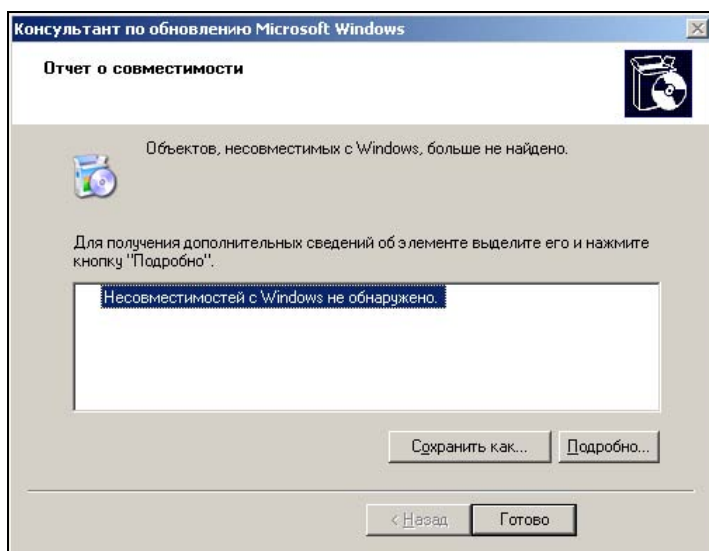 Консультант по обновлению Microsoft Windows
Отчет о совместимости
Объектов, несовместимых с Windows, больше не найдено.
Для получения дополнительных сведений об элементе выделите его и нажмите
кнопку "Подробно".
Несовместимостей с Windows не обнаружено.
Сохранить как... Подробно...
< Назад Готово